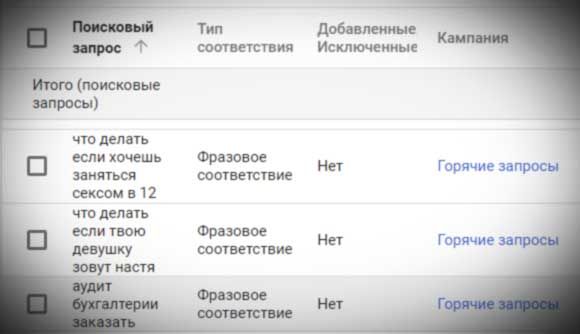 Поисковый запрос ↑
Тип соответствия
Добавленные
Исключенные
Кампания
Итого (поисковые запросы)
что делать
если хочешь
заняться
сексом в 12
Фразовое
соответствие
Нет
Горячие запросы
что делать
если твою
девушку
зовут настя
Фразовое
соответствие
Нет
Горячие запросы
аудит
бухгалтерии
заказать
Фразовое
соответствие
Нет
Горячие запросы